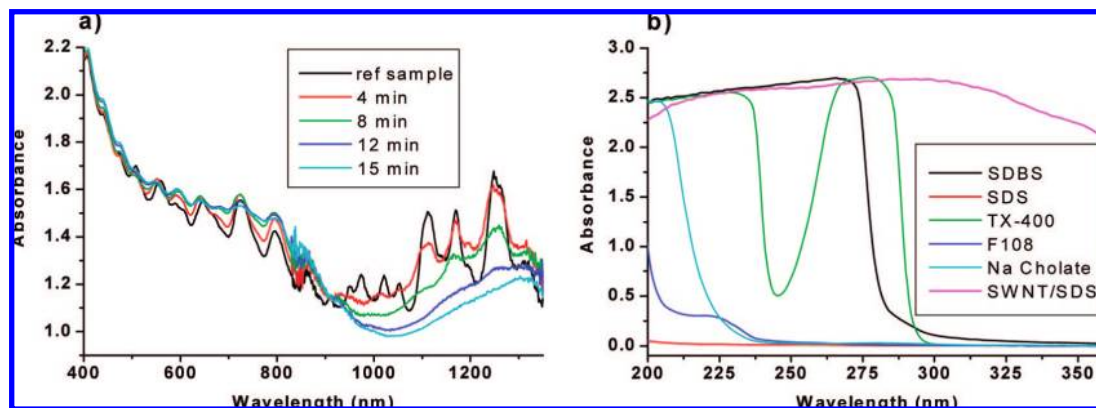 a)
2.2
2.0
1.8
1.6
1.4
1.2
1.0
Absorbance
ref sample
4 min
8 min
12 min
15 min
400 600 800 1000 1200
Wavelength (nm)
b)
3.0
2.5
2.0
1.5
1.0
0.5
0.0
Absorbance
SDBS
SDS
TX-400
F108
Na Cholate
SWNT/SDS
200 225 250 275 300 325 350
Wavelength (nm)